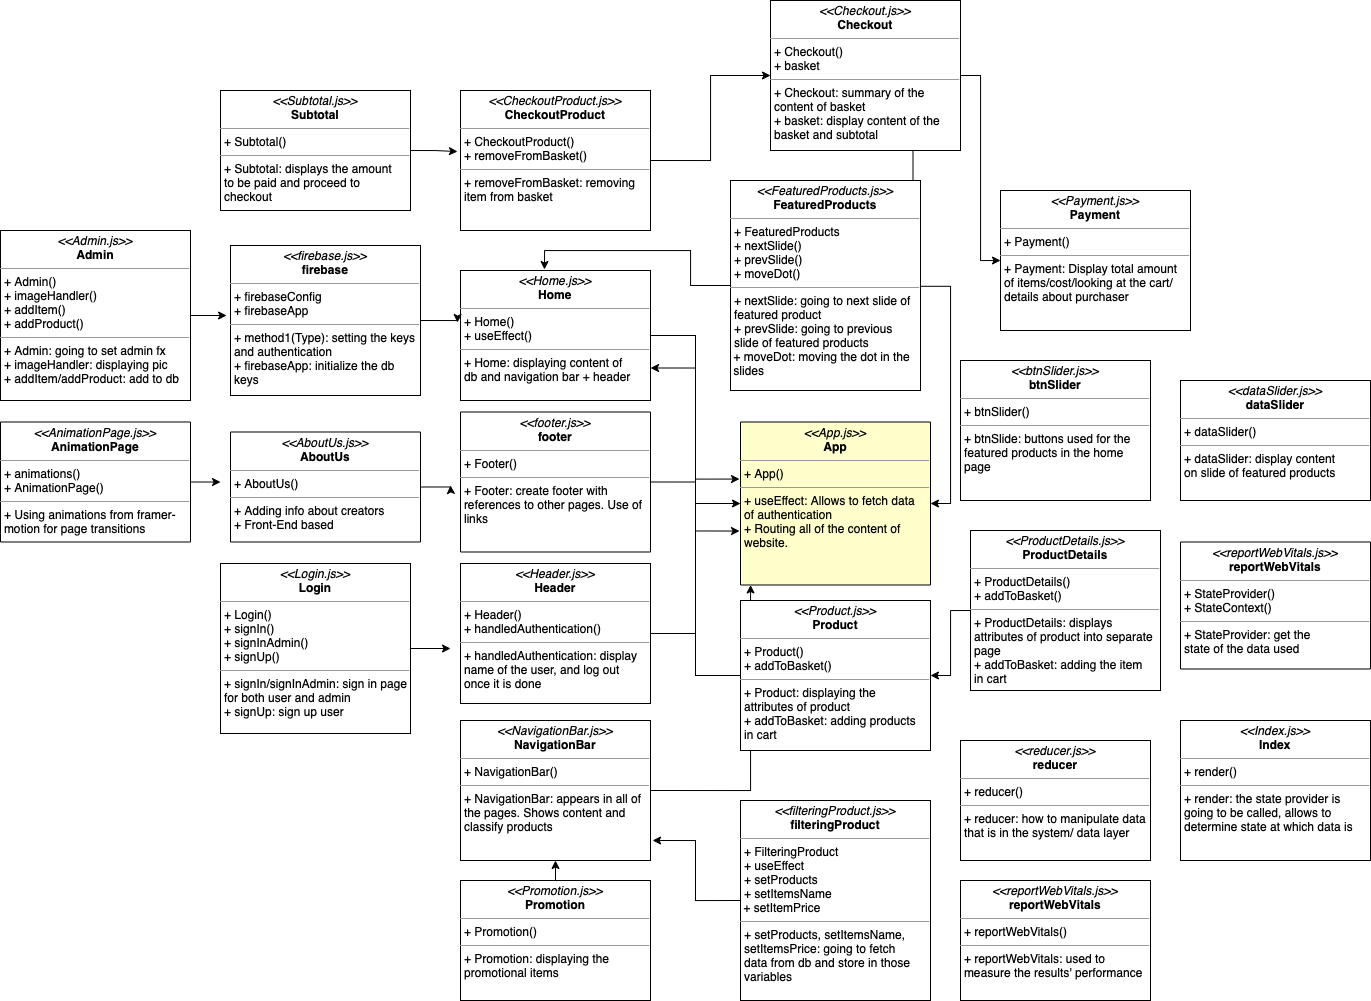 <<Checkout.js>>
Checkout
+ Checkout()
+ basket
+ Checkout: summary of the
content of basket
+ basket: display content of the
basket and subtotal
<<Subtotal.js>>
Subtotal
+ Subtotal()
+ Subtotal: displays the amount
to be paid and proceed to
checkout
<<CheckoutProduct.js>>
CheckoutProduct
+ CheckoutProduct()
+ removeFromBasket()
+ removeFromBasket: removing
item from basket
<<FeaturedProducts.js>>
FeaturedProducts
+ FeaturedProducts
+ nextSlide()
+ prevSlide()
+ moveDot()
+ nextSlide: going to next slide of
featured product
+ prevSlide: going to previous
slide of featured products
+ moveDot: moving the dot in the
slides
<<Payment.js>>
Payment
+ Payment()
+ Payment: Display total amount
of items/cost/looking at the cart/
details about purchaser
<<Admin.js>>
Admin
+ Admin()
+ imageHandler()
+ addItem()
+ addProduct()
+ Admin: going to set admin fx
+ imageHandler: displaying pic
+ addItem/addProduct: add to db
<<firebase.js>>
firebase
+ firebaseConfig
+ firebaseApp
+ method1(Type): setting the keys
and authentication
+ firebaseApp: initialize the db
keys
<<Home.js>>
Home
+ Home()
+ useEffect()
+ Home: displaying content of
db and navigation bar + header
<<btnSlider.js>>
btnSlider
+ btnSlider()
+ btnSlide: buttons used for the
featured products in the home
page
<<dataSlider.js>>
dataSlider
+ dataSlider()
+ dataSlider: display content
on slide of featured products
<<AnimationPage.js>>
AnimationPage
+ animations()
+ AnimationPage()
+ Using animations from framer-
motion for page transitions
<<AboutUs.js>>
AboutUs
+ AboutUs()
+ Adding info about creators
+ Front-End based
<<footer.js>>
footer
+ Footer()
+ Footer: create footer with
references to other pages. Use of
links
<<App.js>>
App
+ App()
+ useEffect: Allows to fetch data
of authentication
+ Routing all of the content of
website.
<<ProductDetails.js>>
ProductDetails
+ ProductDetails()
+ addToBasket()
+ ProductDetails: displays
attributes of product into separate
page
+ addToBasket: adding the item
in cart
<<reportWebVitals.js>>
reportWebVitals
+ StateProvider()
+ StateContext()
+ StateProvider: get the
state of the data used
<<Login.js>>
Login
+ Login()
+ signIn()
+ signInAdmin()
+ signUp()
+ signIn/signInAdmin: sign in page
for both user and admin
+ signUp: sign up user
<<Header.js>>
Header
+ Header()
+ handledAuthentication()
+ handledAuthentication: display
name of the user, and log out
once it is done
<<Product.js>>
Product
+ Product()
+ addToBasket()
+ Product: displaying the
attributes of product
+ addToBasket: adding products
in cart
<<NavigationBar.js>>
NavigationBar
+ NavigationBar()
+ NavigationBar: appears in all of
the pages. Shows content and
classify products
<<reducer.js>>
reducer
+ reducer()
+ reducer: how to manipulate data
that is in the system/ data layer
<<Index.js>>
Index
+ render()
+ render: the state provider is
going to be called, allows to
determine state at which data is
<<filteringProduct.js>>
filteringProduct
+ FilteringProduct
+ useEffect
+ setProducts
+ setItemsName
+ setItemPrice
+ setProducts, setItemsName,
setItemsPrice: going to fetch
data from db and store in those
variables
<<Promotion.js>>
Promotion
+ Promotion()
+ Promotion: displaying the
promotional items
<<reportWebVitals.js>>
reportWebVitals
+ reportWebVitals()
+ reportWebVitals: used to
measure the results' performance